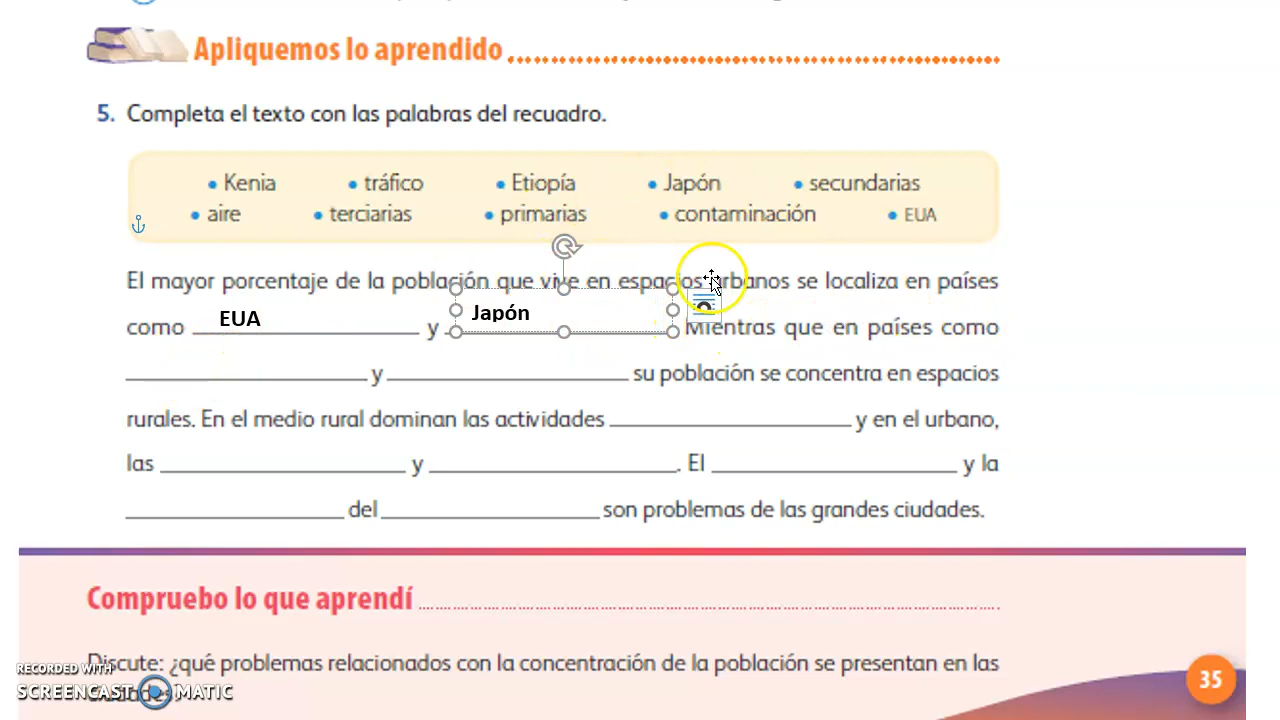 Apliquemos lo aprendido
5. Completa el texto con las palabras del recuadro.
• Kenia • tráfico • Etiopía • Japón • secundarias
• aire • terciarias • primarias • contaminación • EUA
El mayor porcentaje de la población que vive en espacios urbanos se localiza en países
como EUA y Japón Mientras que en países como
y su población se concentra en espacios
rurales. En el medio rural dominan las actividades y en el urbano,
las y . El y la
del son problemas de las grandes ciudades.
Compruebo lo que aprendí
Discute: ¿qué problemas relacionados con la concentración de la población se presentan en las
35
RECORDED WITH
SCREENCAST MATIC